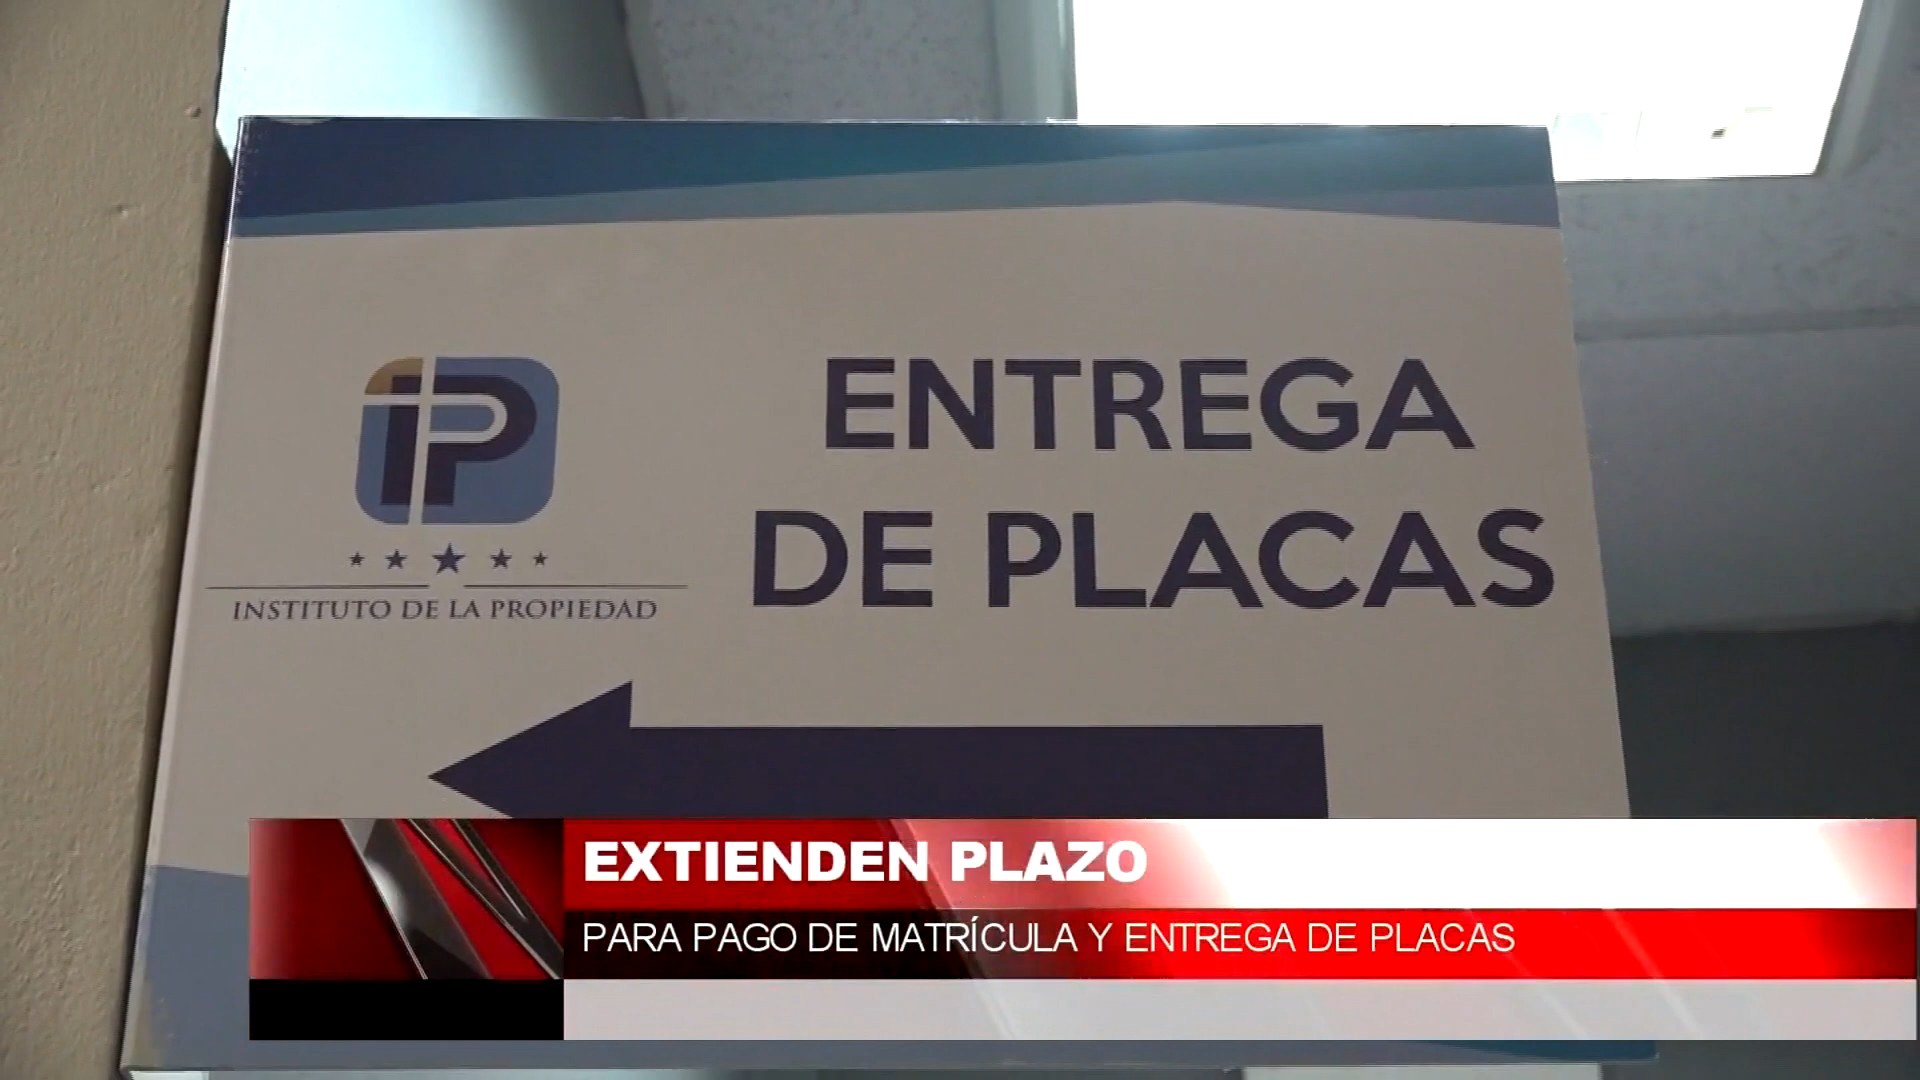 ENTREGA
DE PLACAS
IP
INSTITUTO DE LA PROPIEDAD
EXTIENDEN PLAZO
PARA PAGO DE MATRÍCULA Y ENTREGA DE PLACAS